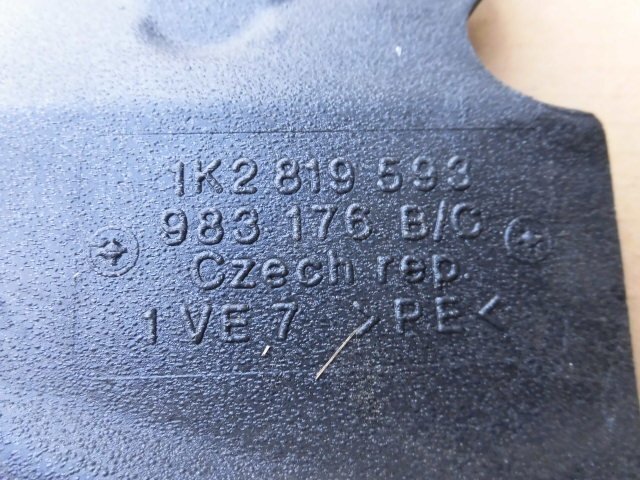 1K2 819 593
983 176 B/C
Czech rep.
1 VE 7 >PE<